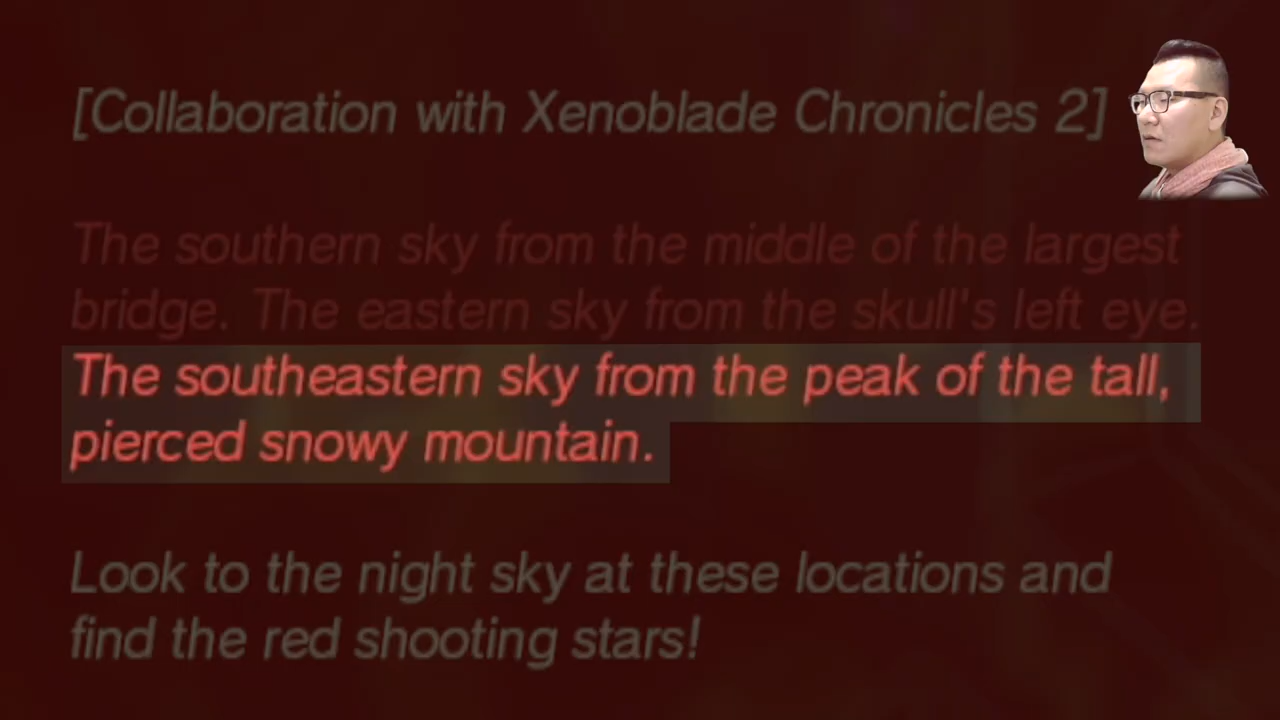 [Collaboration with Xenoblade Chronicles 2]
The southern sky from the middle of the largest
bridge. The eastern sky from the skull's left eye.
The southeastern sky from the peak of the tall,
pierced snowy mountain.
Look to the night sky at these locations and
find the red shooting stars!